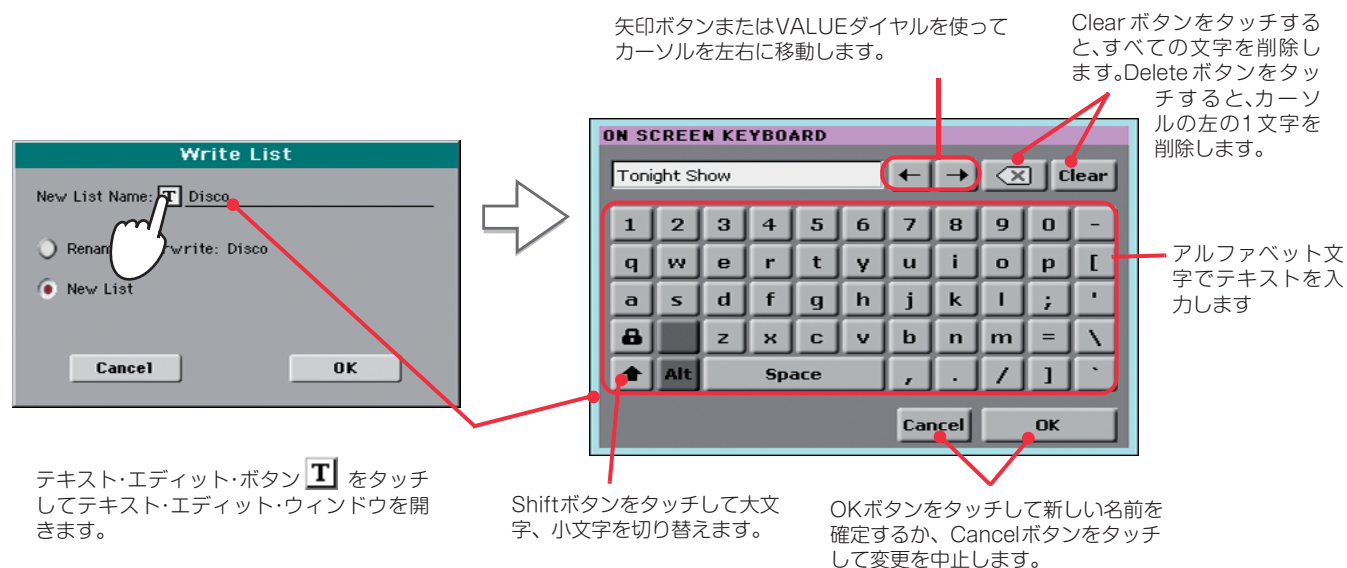 矢印ボタンまたはVALUEダイヤルを使って
カーソルを左右に移動します。
Clear ボタンをタッチする
と、すべての文字を削除し
ます。Delete ボタンをタッ
チすると、カーソ
ルの左の1文字を
削除します。
Write List
New List Name: T Disco
Disco
New List
Cancel OK
ON SCREEN KEYBOARD
Tonight Show ← → Clear
1 2 3 4 5 6 7 8 9 0 -
q w e r t y u i o p [
a s d f g h j k l ; '
z x c v b n m = \
Alt Space , . / ] `
Cancel OK
アルファベット文
字でテキストを入
力します
テキスト・エディット・ボタン T をタッチ
してテキスト・エディット・ウィンドウを開
きます。
Shiftボタンをタッチして大文
字、小文字を切り替えます。
OKボタンをタッチして新しい名前を
確定するか、Cancelボタンをタッチ
して変更を中止します。